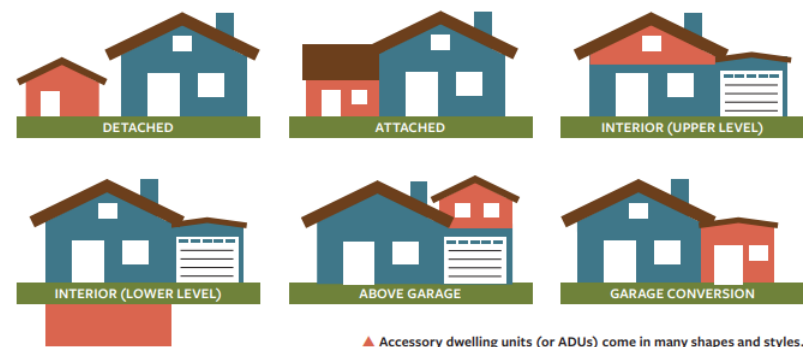 DETACHED
ATTACHED
INTERIOR (UPPER LEVEL)
INTERIOR (LOWER LEVEL)
ABOVE GARAGE
GARAGE CONVERSION
▲ Accessory dwelling units (or ADUs) come in many shapes and styles.